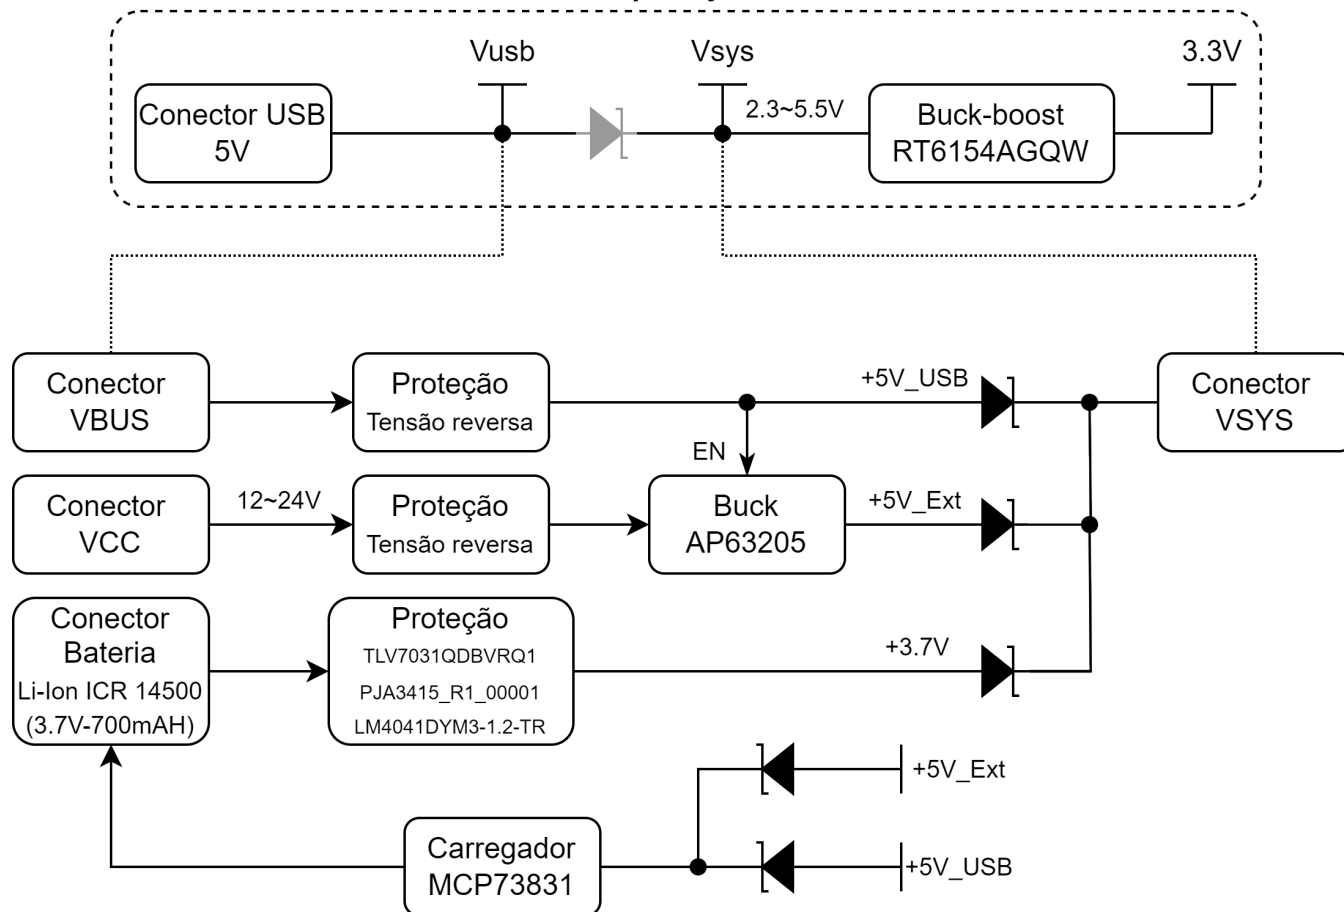 Vusb
Vsys
3.3V
Conector USB
5V
2.3~5.5V
Buck-boost
RT6154AGQW
Conector
VBUS
Proteção
Tensão reversa
+5V_USB
Conector
VSYS
EN
Conector
VCC
12~24V
Proteção
Tensão reversa
Buck
AP63205
+5V_Ext
Conector
Bateria
Li-Ion ICR 14500
(3.7V-700mAH)
Proteção
TLV7031QDBVRQ1
PJA3415_R1_00001
LM4041DYM3-1.2-TR
+3.7V
+5V_Ext
Carregador
MCP73831
+5V_USB